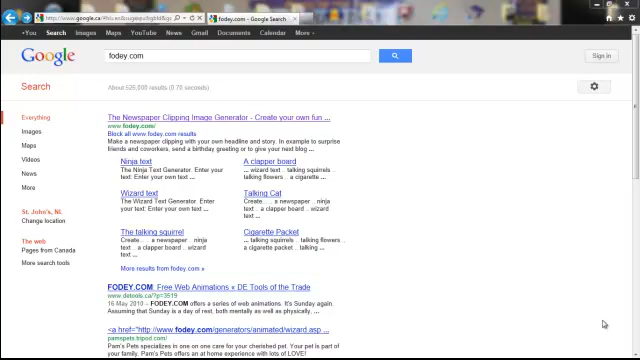 fodey.com - Google Search
+You Search Images Maps YouTube News Gmail Documents Calendar More
Google
fodey.com
Sign in
Search
About 526,000 results (0.70 seconds)
Everything
Images
Maps
Videos
News
More
St. John's, NL
Change location
The web
Pages from Canada
More search tools
The Newspaper Clipping Image Generator - Create your own fun ...
www.fodey.com/
Block all www.fodey.com results
Make a newspaper clipping with your own headline and story. In example to surprise
friends and coworkers, send a birthday greeting or to give your next blog ...
Ninja text
The Ninja Text Generator. Enter your
text: Enter your own text ...
A clapper board
... wizard text . talking squirrels .
talking flowers . a cigarette ...
Wizard text
The Wizard Text Generator. Enter your
text: Enter your own text ...
Talking Cat
Create... . a newspaper . ninja
text . a clapper board . wizard
text ...
The talking squirrel
Create... . a newspaper . ninja
text . a clapper board . wizard
text ...
Cigarette Packet
... talking squirrels . talking flowers .
a cigarette packet . talking ...
More results from fodey.com »
FODEY.COM Free Web Animations « DE Tools of the Trade
www.detools.ca/?p=3519
16 May 2010 – FODEY.COM offers a series of web animations. It's Sunday again.
Assuming that Sunday is a day of rest, both mentally as well as physically, ...
<a href="http://www.fodey.com/generators/animated/wizard.asp ...
pamspets.tripod.com/
Pam's Pets specializes in one on one care for your cherished pet. Your pet is part of
your family. Pam's Pets offers an at home experience with lots of LOVE!